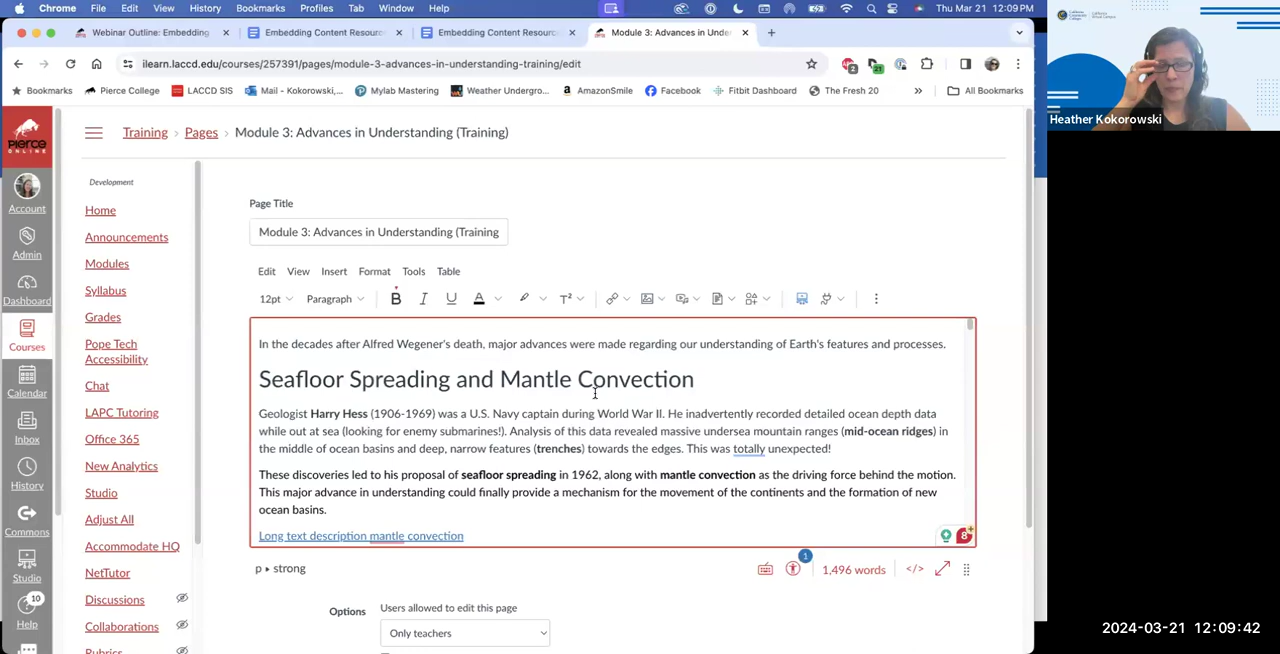 Chrome File Edit View History Bookmarks Profiles Tab Window Help Thu Mar 21 12:09 PM
Webinar Outline: Embedding
Embedding Content Resourc
Embedding Content Resourc
Module 3: Advances in Under
ilearn.laccd.edu/courses/257391/pages/module-3-advances-in-understanding-training/edit
2
21
Bookmarks Pierce College LACCD SIS Mail - Kokorowski,... Mylab Mastering Weather Undergro... AmazonSmile Facebook Fitbit Dashboard The Fresh 20 » All Bookmarks
Heather Kokorowski
PIERCE
ONLINE
Account
Admin
Dashboard
Courses
Calendar
Inbox
History
Commons
Studio
10
Help
Training > Pages > Module 3: Advances in Understanding (Training)
Development
Home
Announcements
Modules
Syllabus
Grades
Pope Tech
Accessibility
Chat
LAPC Tutoring
Office 365
New Analytics
Studio
Adjust All
Accommodate HQ
NetTutor
Discussions
Collaborations
Rubrics
Page Title
Module 3: Advances in Understanding (Training
Edit View Insert Format Tools Table
12pt Paragraph B I U A T²
In the decades after Alfred Wegener's death, major advances were made regarding our understanding of Earth's features and processes.
Seafloor Spreading and Mantle Convection
Geologist Harry Hess (1906-1969) was a U.S. Navy captain during World War II. He inadvertently recorded detailed ocean depth data
while out at sea (looking for enemy submarines!). Analysis of this data revealed massive undersea mountain ranges (mid-ocean ridges) in
the middle of ocean basins and deep, narrow features (trenches) towards the edges. This was totally unexpected!
These discoveries led to his proposal of seafloor spreading in 1962, along with mantle convection as the driving force behind the motion.
This major advance in understanding could finally provide a mechanism for the movement of the continents and the formation of new
ocean basins.
Long text description mantle convection
8
p ▸ strong
1
1,496 words </>
Options
Users allowed to edit this page
Only teachers
2024-03-21 12:09:42